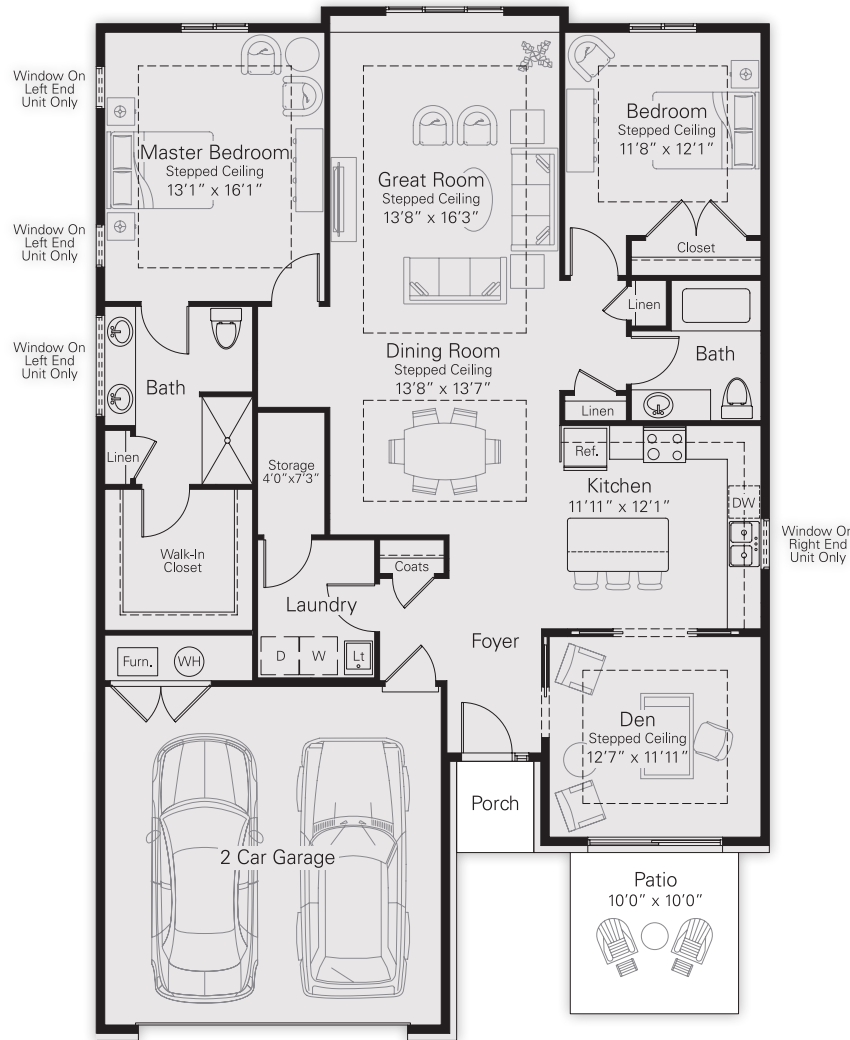 Window On
Left End
Unit Only
Master Bedroom
Stepped Ceiling
13'1" x 16'1"
Great Room
Stepped Ceiling
13'8" x 16'3"
Bedroom
Stepped Ceiling
11'8" x 12'1"
Window On
Left End
Unit Only
Closet
Linen
Window On
Left End
Unit Only
Bath
Dining Room
Stepped Ceiling
13'8" x 13'7"
Bath
Linen
Linen
Storage
4'0"x7'3"
Ref.
Kitchen
11'11" x 12'1"
DW
Window On
Right End
Unit Only
Walk-In
Closet
Coats
Laundry
D
W
Lt
Furn.
WH
Foyer
Den
Stepped Ceiling
12'7" x 11'11"
Porch
2 Car Garage
Patio
10'0" x 10'0"